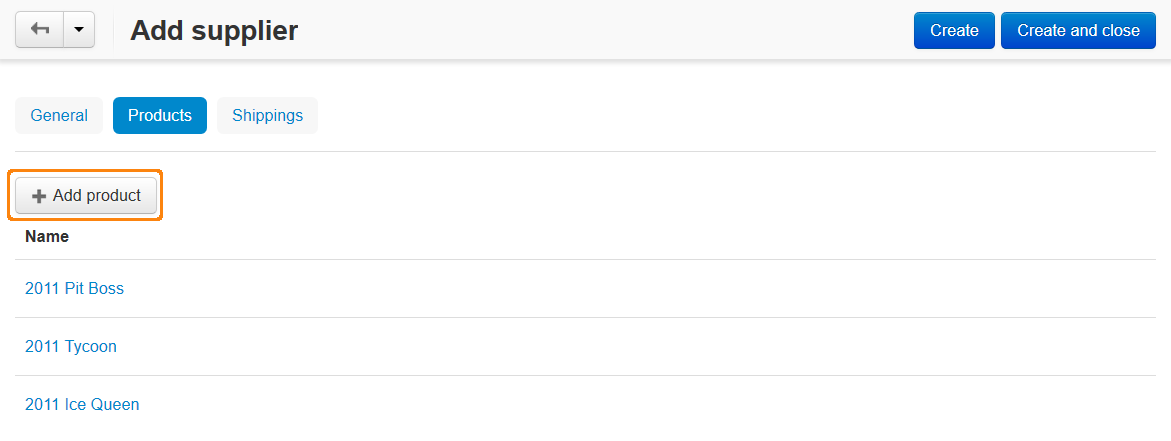 Add supplier
Create
Create and close
General
Products
Shippings
Add product
Name
2011 Pit Boss
2011 Tycoon
2011 Ice Queen